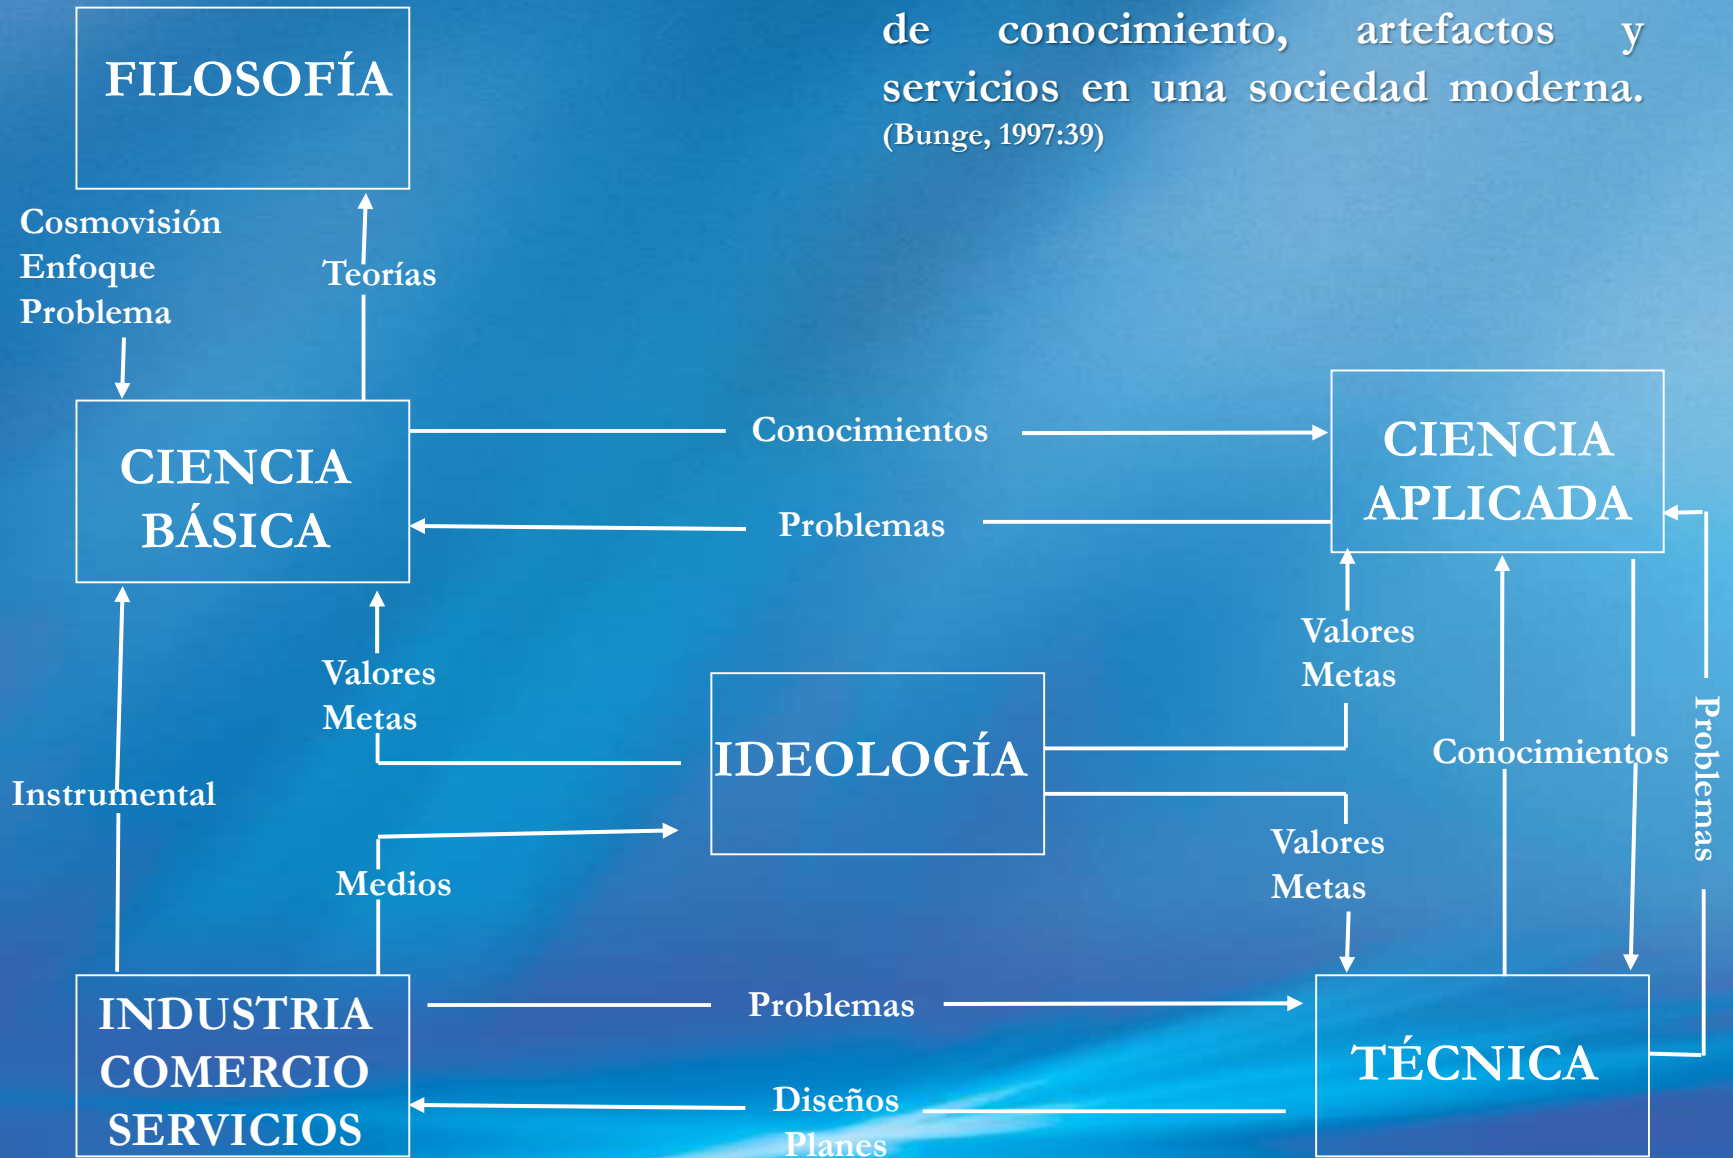 de conocimiento, artefactos y
servicios en una sociedad moderna.
(Bunge, 1997:39)
FILOSOFÍA
Cosmovisión
Enfoque
Problema
Teorías
CIENCIA
BÁSICA
Conocimientos
Problemas
CIENCIA
APLICADA
Valores
Metas
Valores
Metas
IDEOLOGÍA
Conocimientos
Problemas
Instrumental
Medios
Valores
Metas
INDUSTRIA
COMERCIO
SERVICIOS
Problemas
Diseños
Planes
TÉCNICA